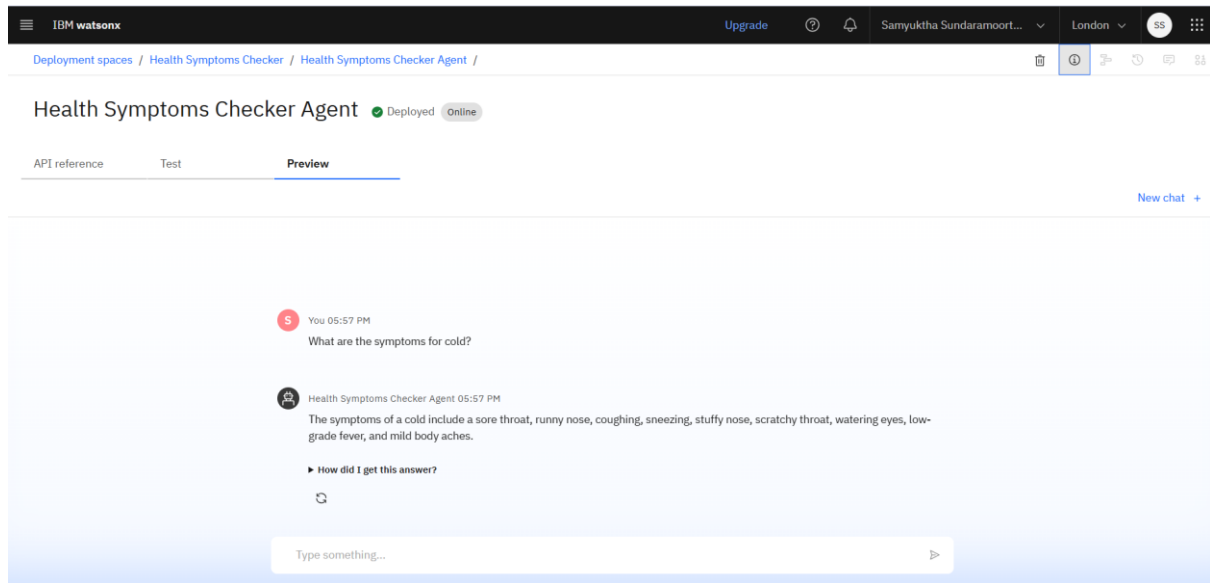 IBM watsonx
Upgrade
Samyuktha Sundaramoort...
London
SS
Deployment spaces / Health Symptoms Checker / Health Symptoms Checker Agent /
Health Symptoms Checker Agent Deployed Online
API reference Test Preview
New chat +
S You 05:57 PM
What are the symptoms for cold?
Health Symptoms Checker Agent 05:57 PM
The symptoms of a cold include a sore throat, runny nose, coughing, sneezing, stuffy nose, scratchy throat, watering eyes, low-
grade fever, and mild body aches.
How did I get this answer?
Type something...